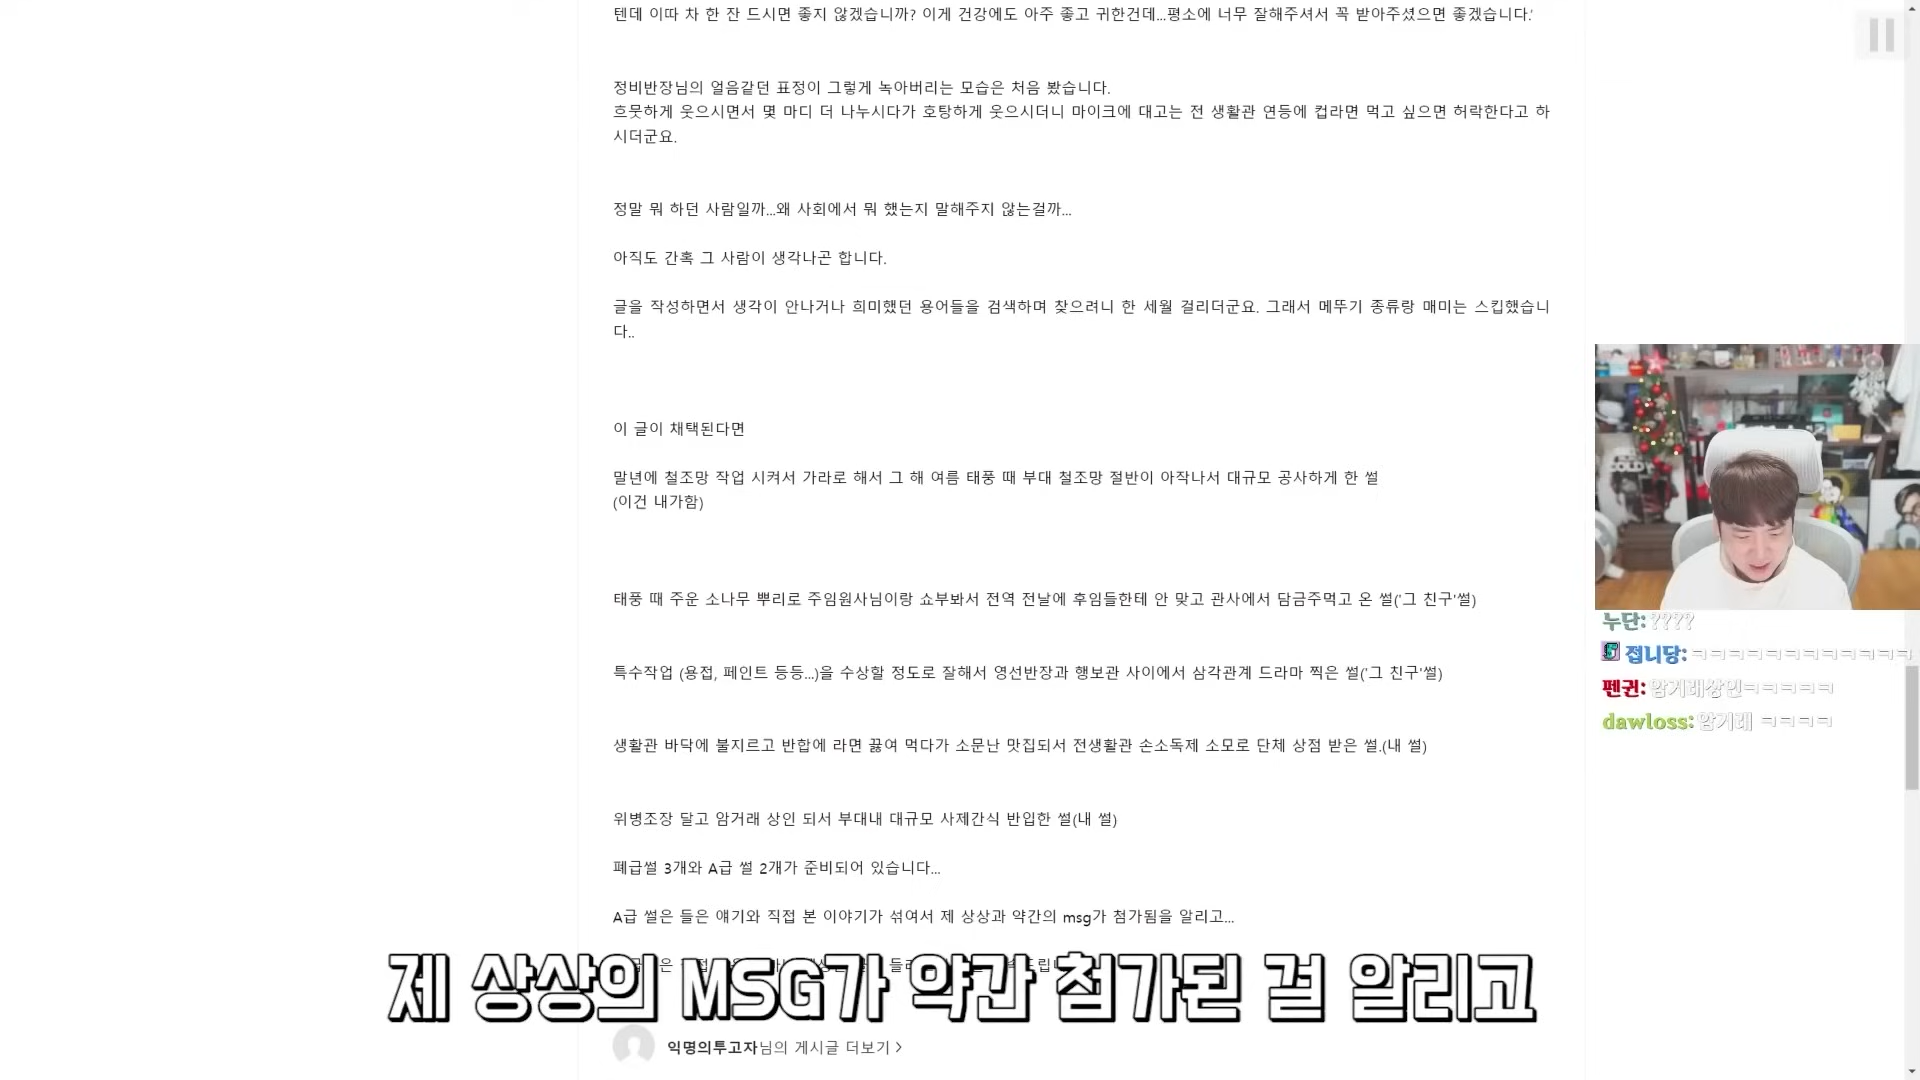 텐데 이따 차 한 잔 드시면 좋지 않겠습니까? 이게 건강에도 아주 좋고 귀한건데...평소에 너무 잘해주셔서 꼭 받아주셨으면 좋겠습니다.'
정비반장님의 얼음같던 표정이 그렇게 녹아버리는 모습은 처음 봤습니다.
흐뭇하게 웃으시면서 몇 마디 더 나누시다가 호탕하게 웃으시더니 마이크에 대고는 전 생활관 연등에 컵라면 먹고 싶으면 허락한다고 하
시더군요.
정말 뭐 하던 사람일까...왜 사회에서 뭐 했는지 말해주지 않는걸까...
아직도 간혹 그 사람이 생각나곤 합니다.
글을 작성하면서 생각이 안나거나 희미했던 용어들을 검색하며 찾으려니 한 세월 걸리더군요. 그래서 메뚜기 종류랑 매미는 스킵했습니
다..
이 글이 채택된다면
말년에 철조망 작업 시켜서 가라로 해서 그 해 여름 태풍 때 부대 철조망 절반이 아작나서 대규모 공사하게 한 썰
(이건 내가함)
태풍 때 주운 소나무 뿌리로 주임원사님이랑 쇼부봐서 전역 전날에 후임들한테 안 맞고 관사에서 담금주먹고 온 썰('그 친구'썰)
특수작업 (용접, 페인트 등등...)을 수상할 정도로 잘해서 영선반장과 행보관 사이에서 삼각관계 드라마 찍은 썰('그 친구'썰)
생활관 바닥에 불지르고 반합에 라면 끓여 먹다가 소문난 맛집되서 전생활관 손소독제 소모로 단체 상점 받은 썰.(내 썰)
위병조장 달고 암거래 상인 되서 부대내 대규모 사제간식 반입한 썰(내 썰)
폐급썰 3개와 A급 썰 2개가 준비되어 있습니다...
A급 썰은 들은 얘기와 직접 본 이야기가 섞여서 제 상상과 약간의 msg가 첨가됨을 알리고...
제 상상의 MSG가 약간 첨가된 걸 알리고
익명의투고자님의 게시글 더보기 >
누단: ????
접니당: ㅋㅋㅋㅋㅋㅋㅋㅋㅋㅋㅋㅋ
펜귄: 암거래상인ㅋㅋㅋㅋㅋ
dawloss: 암거래 ㅋㅋㅋㅋ